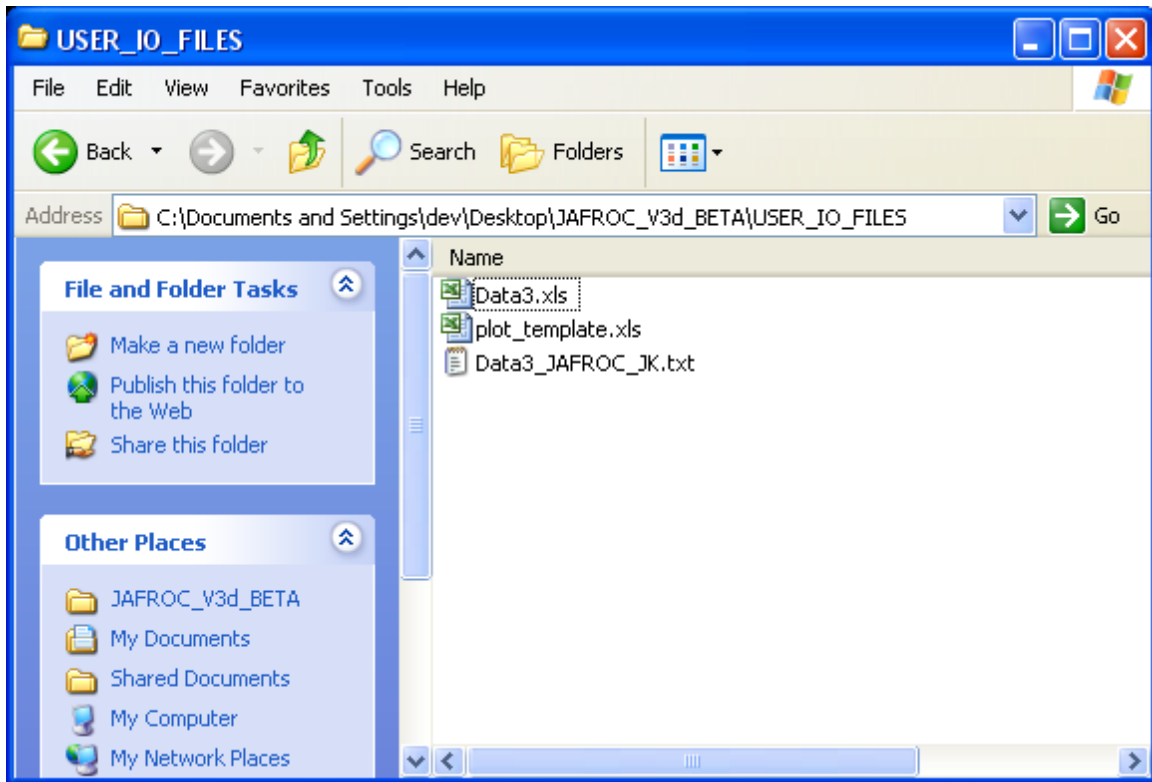 USER_IO_FILES
File Edit View Favorites Tools Help
Back Search Folders
Address C:\Documents and Settings\dev\Desktop\JAFROC_V3d_BETA\USER_IO_FILES Go
File and Folder Tasks
Make a new folder
Publish this folder to
the Web
Share this folder
Other Places
JAFROC_V3d_BETA
My Documents
Shared Documents
My Computer
My Network Places
Name
Data3.xls
plot_template.xls
Data3_JAFROC_JK.txt